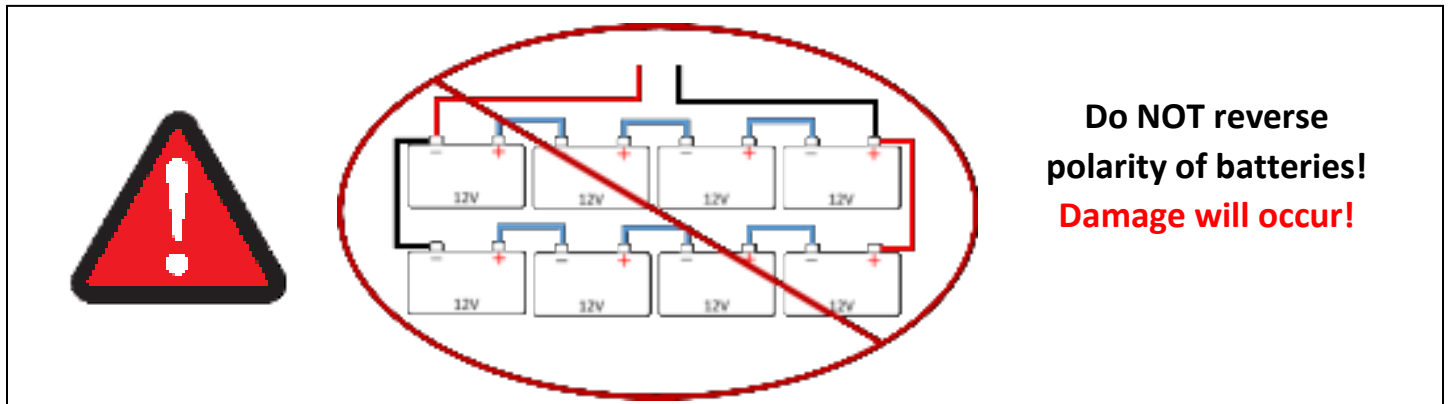 Do NOT reverse
polarity of batteries!
Damage will occur!
− + − + − + − +
12V 12V 12V 12V
− + − + − + − +
12V 12V 12V 12V